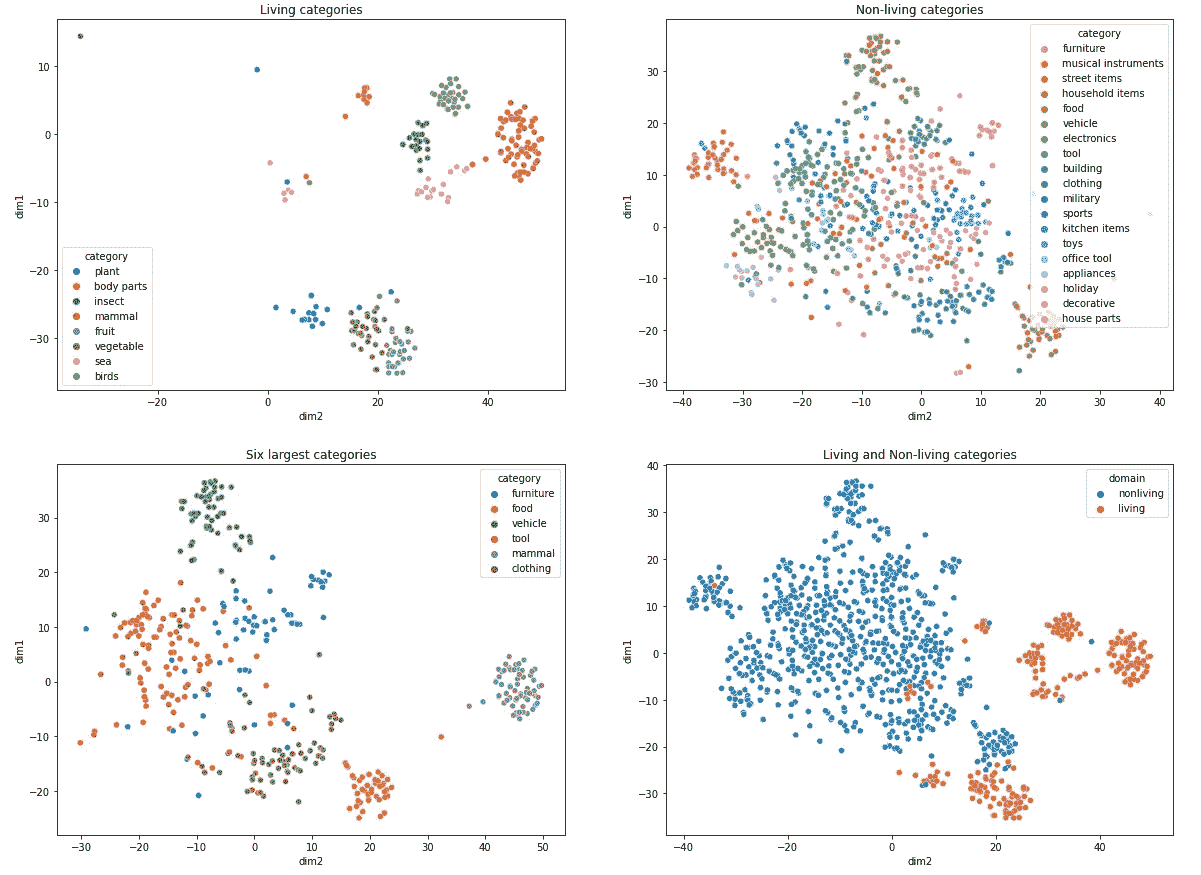 Living categories
dim1
10
0
−10
−20
−30
category
plant
body parts
insect
mammal
fruit
vegetable
sea
birds
−20
0
20
40
dim2
Non-living categories
dim1
30
20
10
0
−10
−20
−30
category
furniture
musical instruments
street items
household items
food
vehicle
electronics
tool
building
clothing
military
sports
kitchen items
toys
office tool
appliances
holiday
decorative
house parts
−40
−30
−20
−10
0
10
20
30
40
dim2
Six largest categories
dim1
30
20
10
0
−10
−20
category
furniture
food
vehicle
tool
mammal
clothing
−30
−20
−10
0
10
20
30
40
50
dim2
Living and Non-living categories
dim1
40
30
20
10
0
−10
−20
−30
domain
nonliving
living
−40
−20
0
20
40
dim2